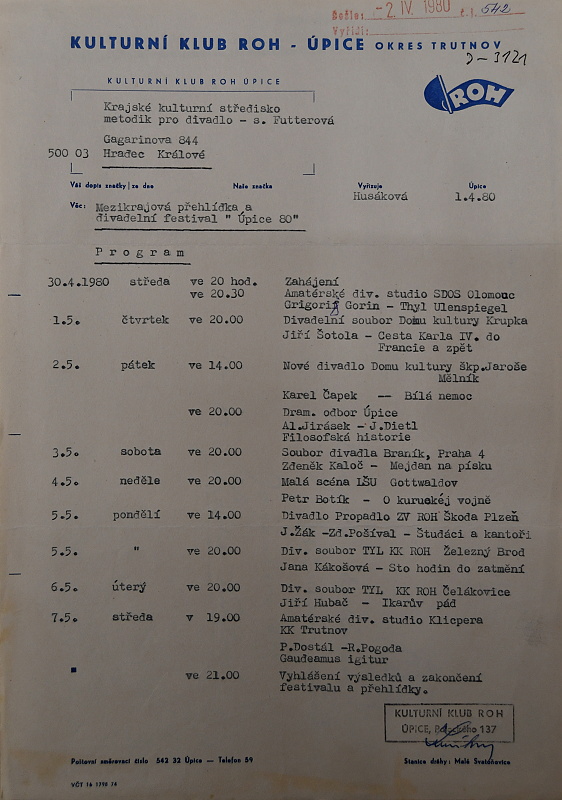 Došlo: -2. IV. 1980 č.j. 542
Vyřizuje:
KULTURNÍ KLUB ROH - ÚPICE OKRES TRUTNOV
D-3121
KULTURNÍ KLUB ROH ÚPICE
ROH
Krajské kulturní středisko
metodik pro divadlo - s. Futterová
Gagarinova 844
500 03 Hradec Králové
Váš dopis značky / ze dne Naše značka Vyřizuje Úpice
Husáková 1.4.80
Věc: Mezikrajová přehlídka a
divadelní festival " Úpice 80"
Program
30.4.1980 středa ve 20 hod. Zahájení
ve 20.30 Amatérské div. studio SDOS Olomouc
Grigorij Gorin - Thyl Ulenspiegel
1.5. čtvrtek ve 20.00 Divadelní soubor Domu kultury Krupka
Jiří Šotola - Cesta Karla IV. do
Francie a zpět
2.5. pátek ve 14.00 Nové divadlo Domu kultury škp.Jaroše
Mělník
Karel Čapek -- Bílá nemoc
ve 20.00 Dram. odbor Úpice
Al.Jirásek - J.Dietl
Filosofská historie
3.5. sobota ve 20.00 Soubor divadla Braník, Praha 4
Zdeněk Kaloč - Mejdan na písku
4.5. neděle ve 20.00 Malá scéna LŠU Gottwaldov
Petr Botík - O kuruckéj vojně
5.5. pondělí ve 14.00 Divadlo Propadlo ZV ROH Škoda Plzeň
J.Žák -Zd.Pošíval - Študáci a kantoři
5.5. " ve 20.00 Div. soubor TYL KK ROH Železný Brod
Jana Kákošová - Sto hodin do zatmění
6.5. úterý ve 20.00 Div. soubor TYL KK ROH Čelákovice
Jiří Hubač - Ikarův pád
7.5. středa v 19.00 Amatérské div. studio Klicpera
KK Trutnov
P.Dostál -R.Pogoda
Gaudeamus igitur
ve 21.00 Vyhlášení výsledků a zakončení
festivalu a přehlídky.
KULTURNÍ KLUB ROH
ÚPICE, Palackého 137
Poštovní směrovací číslo 542 32 Úpice — Telefon 59 Stanice dráhy: Malé Svatoňovice
VČT 16 1798 76